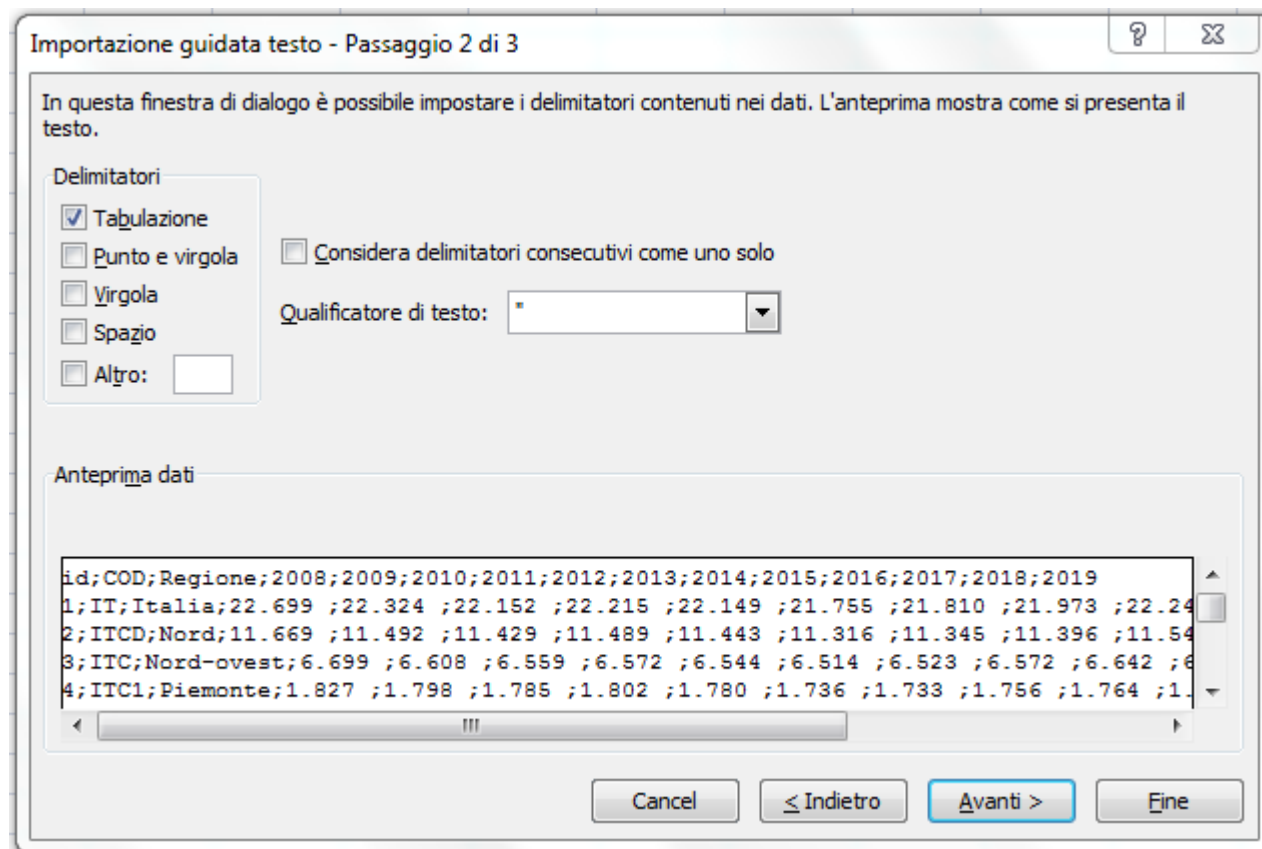 Importazione guidata testo - Passaggio 2 di 3
In questa finestra di dialogo è possibile impostare i delimitatori contenuti nei dati. L'anteprima mostra come si presenta il
testo.
Delimitatori
Tabulazione
Punto e virgola
Virgola
Spazio
Altro:
Considera delimitatori consecutivi come uno solo
Qualificatore di testo: "
Anteprima dati
id;COD;Regione;2008;2009;2010;2011;2012;2013;2014;2015;2016;2017;2018;2019
1;IT;Italia;22.699 ;22.324 ;22.152 ;22.215 ;22.149 ;21.755 ;21.810 ;21.973 ;22.24
2;ITCD;Nord;11.669 ;11.492 ;11.429 ;11.489 ;11.443 ;11.316 ;11.345 ;11.396 ;11.54
3;ITC;Nord-ovest;6.699 ;6.608 ;6.559 ;6.572 ;6.544 ;6.514 ;6.523 ;6.572 ;6.642 ;6
4;ITC1;Piemonte;1.827 ;1.798 ;1.785 ;1.802 ;1.780 ;1.736 ;1.733 ;1.756 ;1.764 ;1.
Cancel
< Indietro
Avanti >
Fine